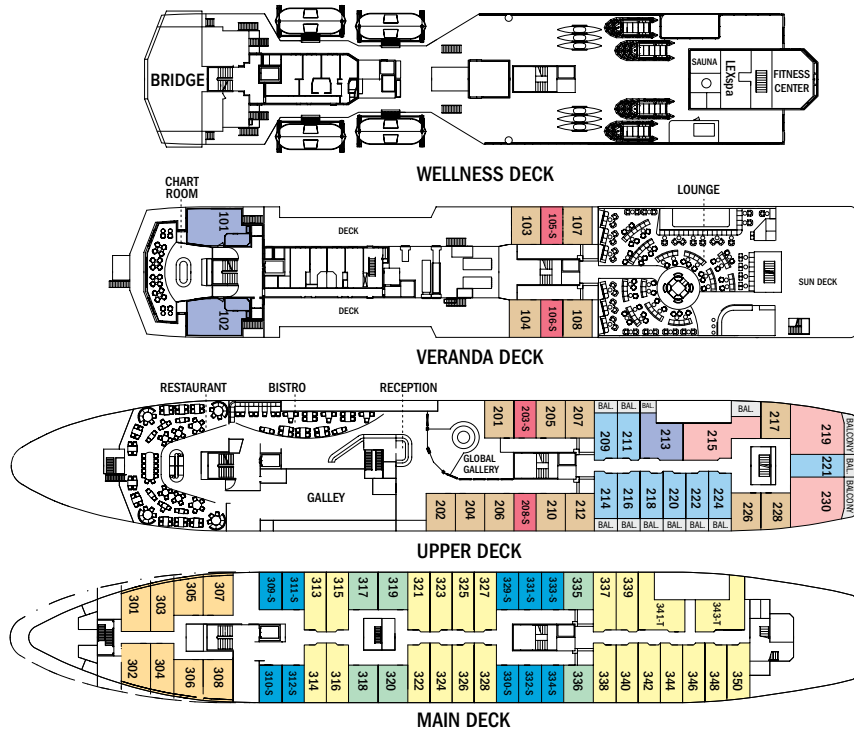 BRIDGE
SAUNA
LEXspa
FITNESS
CENTER
WELLNESS DECK
CHART
ROOM
LOUNGE
101
DECK
103
105-S
107
SUN DECK
102
DECK
104
106-S
108
VERANDA DECK
RESTAURANT
BISTRO
RECEPTION
201
203-S
205
207
BAL.
BAL.
BAL.
BAL.
209
211
213
215
217
219
BALCONY
GLOBAL
GALLERY
221
BAL.
GALLEY
202
204
206
208-S
210
212
214
216
218
220
222
224
226
228
230
BALCONY
BAL.
BAL.
BAL.
BAL.
BAL.
BAL.
UPPER DECK
301
303
305
307
309-S
311-S
313
315
317
319
321
323
325
327
329-S
331-S
333-S
335
337
339
341-T
343-T
302
304
306
308
310-S
312-S
314
316
318
320
322
324
326
328
330-S
332-S
334-S
336
338
340
342
344
346
348
350
MAIN DECK